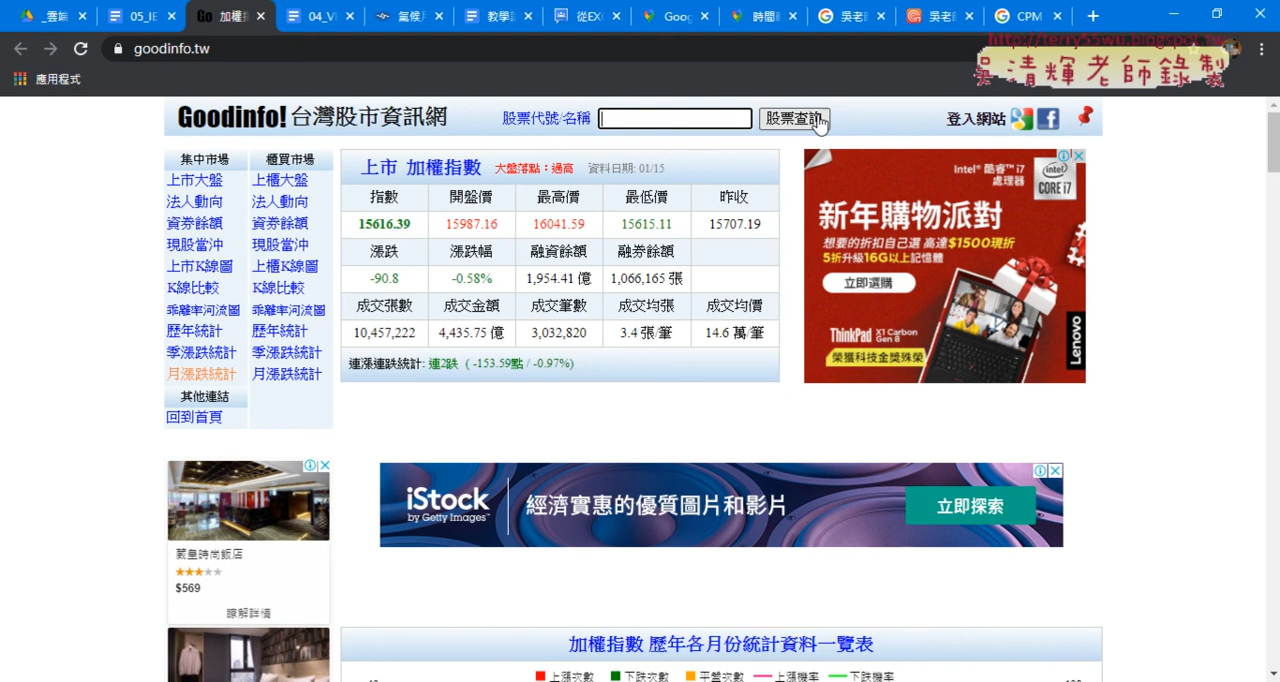 _雲端
05_IE
加權指
04_VI
氣候
教學
從EXC
Goog
時間
吳老師
吳老師
CPM
goodinfo.tw
http://terry55wu.blogspot.tw
吳清輝老師錄製
應用程式
Goodinfo! 台灣股市資訊網
股票代號/名稱
股票查詢
登入網站
集中市場 櫃買市場
上市大盤 上櫃大盤
法人動向 法人動向
資券餘額 資券餘額
現股當沖 現股當沖
上市K線圖 上櫃K線圖
K線比較 K線比較
乖離率河流圖 乖離率河流圖
歷年統計 歷年統計
季漲跌統計 季漲跌統計
月漲跌統計 月漲跌統計
其他連結
回到首頁
上市 加權指數 大盤落點：過高 資料日期: 01/15
指數 開盤價 最高價 最低價 昨收
15616.39 15987.16 16041.59 15615.11 15707.19
漲跌 漲跌幅 融資餘額 融券餘額
-90.8 -0.58% 1,954.41 億 1,066,165 張
成交張數 成交金額 成交筆數 成交均張 成交均價
10,457,222 4,435.75 億 3,032,820 3.4 張/筆 14.6 萬/筆
連漲連跌統計: 連2跌 ( -153.59點 / -0.97%)
Intel® 酷睿™ i7
處理器
intel
CORE i7
新年購物派對
想要的折扣自己選 高達$1500現折
5折升級16G以上記憶體
立即選購
ThinkPad X1 Carbon
Gen 8
榮獲科技金獎殊榮
Lenovo
葳皇時尚飯店
$569
瞭解詳情
iStock
by Getty Images™
經濟實惠的優質圖片和影片
立即探索
加權指數 歷年各月份統計資料一覽表
上漲次數 下跌次數 平盤次數 上漲機率 下跌機率